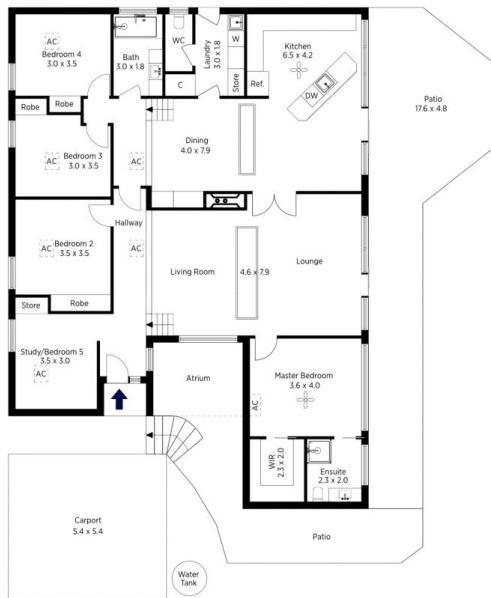 AC
Bedroom 4
3.0 x 3.5
Bath
3.0 x 1.8
WC
Laundry
3.0 x 1.8
W
Store
C
Kitchen
6.5 x 4.2
Ref.
DW
Patio
17.6 x 4.8
Robe
Robe
AC
Bedroom 3
3.0 x 3.5
AC
Dining
4.0 x 7.9
Bedroom 2
3.5 x 3.5
AC
Hallway
AC
Living Room
4.6 x 7.9
Lounge
Store
Robe
Study/Bedroom 5
3.5 x 3.0
AC
Atrium
Master Bedroom
3.6 x 4.0
AC
WIR
2.3 x 2.0
Ensuite
2.3 x 2.0
Carport
5.4 x 5.4
Patio
Water
Tank